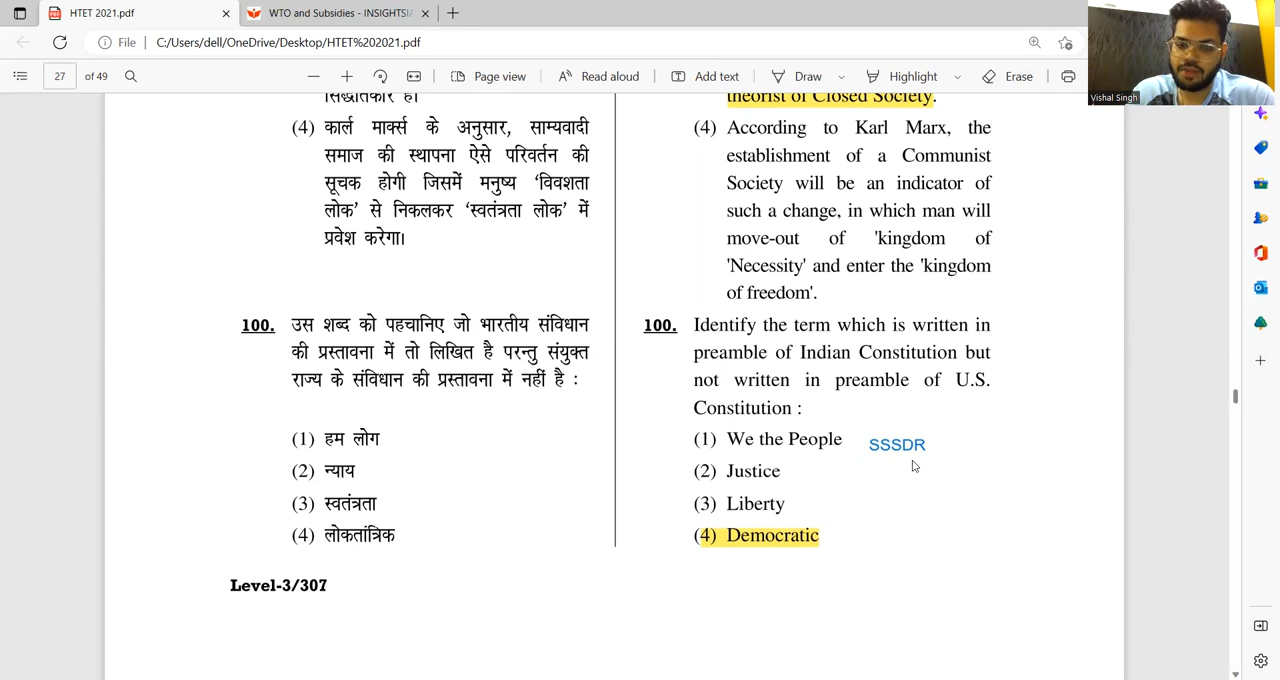 HTET 2021.pdf
WTO and Subsidies - INSIGHTSIA
File
C:/Users/dell/OneDrive/Desktop/HTET%202021.pdf
27 of 49
Page view
Read aloud
Add text
Draw
Highlight
Erase
Vishal Singh
सिद्धांतकार है।
(4) कार्ल मार्क्स के अनुसार, साम्यवादी
समाज की स्थापना ऐसे परिवर्तन की
सूचक होगी जिसमें मनुष्य 'विवशता
लोक' से निकलकर 'स्वतंत्रता लोक' में
प्रवेश करेगा।
100. उस शब्द को पहचानिए जो भारतीय संविधान
की प्रस्तावना में तो लिखित है परन्तु संयुक्त
राज्य के संविधान की प्रस्तावना में नहीं है :
(1) हम लोग
(2) न्याय
(3) स्वतंत्रता
(4) लोकतांत्रिक
Level-3/307
theorist of Closed Society.
(4) According to Karl Marx, the
establishment of a Communist
Society will be an indicator of
such a change, in which man will
move-out of 'kingdom of
'Necessity' and enter the 'kingdom
of freedom'.
100. Identify the term which is written in
preamble of Indian Constitution but
not written in preamble of U.S.
Constitution :
(1) We the People
SSSDR
(2) Justice
(3) Liberty
(4) Democratic